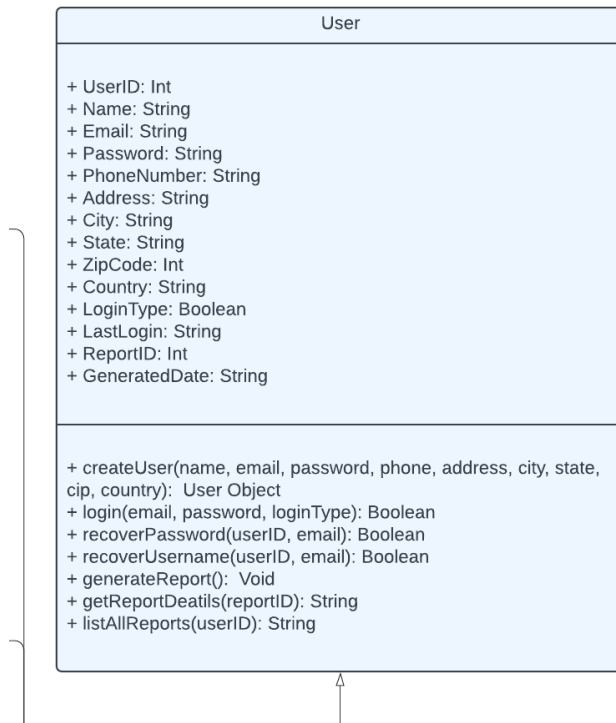 User
+ UserID: Int
+ Name: String
+ Email: String
+ Password: String
+ PhoneNumber: String
+ Address: String
+ City: String
+ State: String
+ ZipCode: Int
+ Country: String
+ LoginType: Boolean
+ LastLogin: String
+ ReportID: Int
+ GeneratedDate: String
+ createUser(name, email, password, phone, address, city, state,
cip, country):  User Object
+ login(email, password, loginType): Boolean
+ recoverPassword(userID, email): Boolean
+ recoverUsername(userID, email): Boolean
+ generateReport():  Void
+ getReportDeatils(reportID): String
+ listAllReports(userID): String